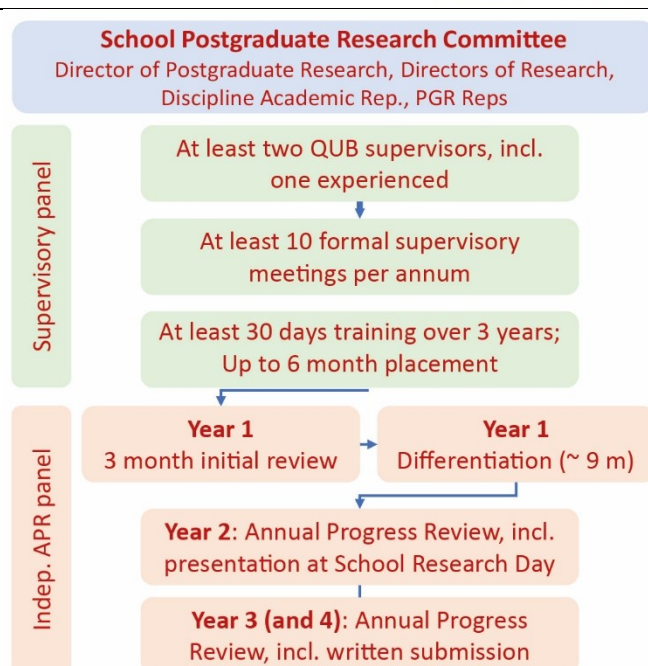 School Postgraduate Research Committee
Director of Postgraduate Research, Directors of Research,
Discipline Academic Rep., PGR Reps
Supervisory panel
At least two QUB supervisors, incl.
one experienced
At least 10 formal supervisory
meetings per annum
At least 30 days training over 3 years;
Up to 6 month placement
Indep. APR panel
Year 1
3 month initial review
Year 1
Differentiation (~ 9 m)
Year 2: Annual Progress Review, incl.
presentation at School Research Day
Year 3 (and 4): Annual Progress
Review, incl. written submission